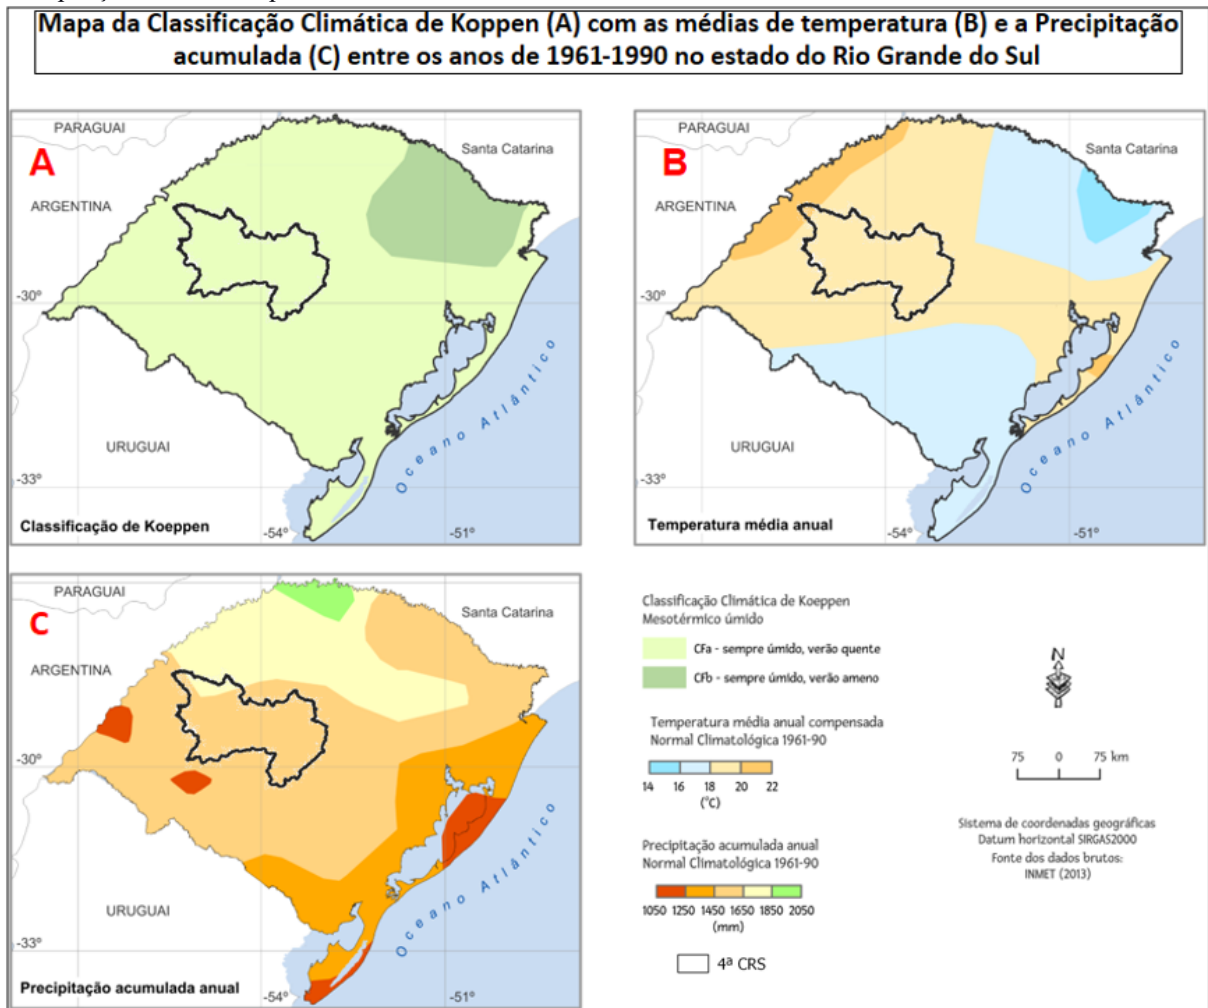 Mapa da Classificação Climática de Koppen (A) com as médias de temperatura (B) e a Precipitação
acumulada (C) entre os anos de 1961-1990 no estado do Rio Grande do Sul
PARAGUAI
Santa Catarina
A
ARGENTINA
-30º
URUGUAI
Oceano Atlântico
-33º
Classificação de Koeppen
-54º
-51º
PARAGUAI
Santa Catarina
B
ARGENTINA
-30º
URUGUAI
Oceano Atlântico
-33º
Temperatura média anual
-54º
-51º
PARAGUAI
Santa Catarina
C
ARGENTINA
-30º
URUGUAI
Oceano Atlântico
-33º
Precipitação acumulada anual
-54º
-51º
Classificação Climática de Koeppen
Mesotérmico úmido
CFa - sempre úmido, verão quente
CFb - sempre úmido, verão ameno
Temperatura média anual compensada
Normal Climatológica 1961-90
14 16 18 20 22
(°C)
Precipitação acumulada anual
Normal Climatológica 1961-90
1050 1250 1450 1650 1850 2050
(mm)
4ª CRS
N
75 0 75 km
Sistema de coordenadas geográficas
Datum horizontal SIRGAS2000
Fonte dos dados brutos:
INMET (2013)